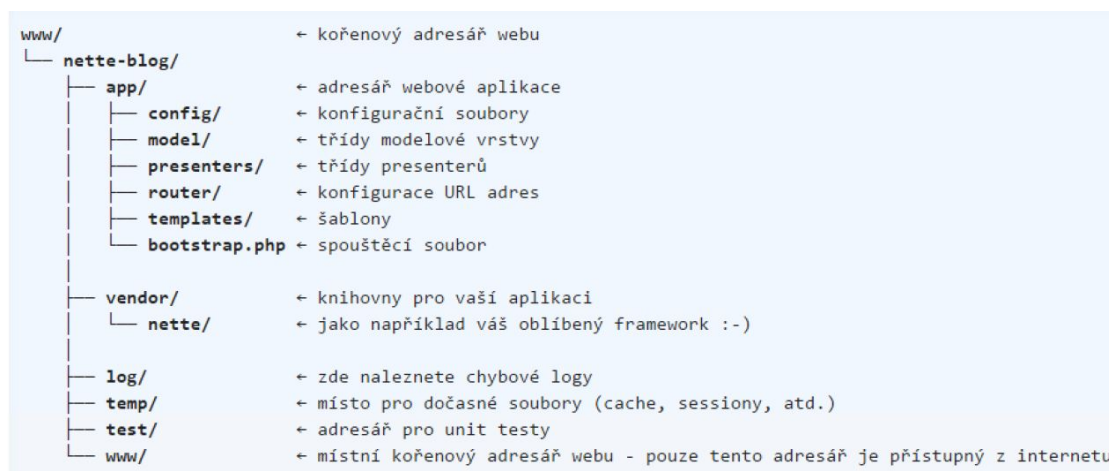 www/ ← kořenový adresář webu
└── nette-blog/
    ├── app/ ← adresář webové aplikace
    │   ├── config/ ← konfigurační soubory
    │   ├── model/ ← třídy modelové vrstvy
    │   ├── presenters/ ← třídy presenterů
    │   ├── router/ ← konfigurace URL adres
    │   ├── templates/ ← šablony
    │   └── bootstrap.php ← spouštěcí soubor
    │
    ├── vendor/ ← knihovny pro vaší aplikaci
    │   └── nette/ ← jako například váš oblíbený framework :-)
    │
    ├── log/ ← zde naleznete chybové logy
    ├── temp/ ← místo pro dočasné soubory (cache, sessiony, atd.)
    ├── test/ ← adresář pro unit testy
    └── www/ ← místní kořenový adresář webu - pouze tento adresář je přístupný z internetu